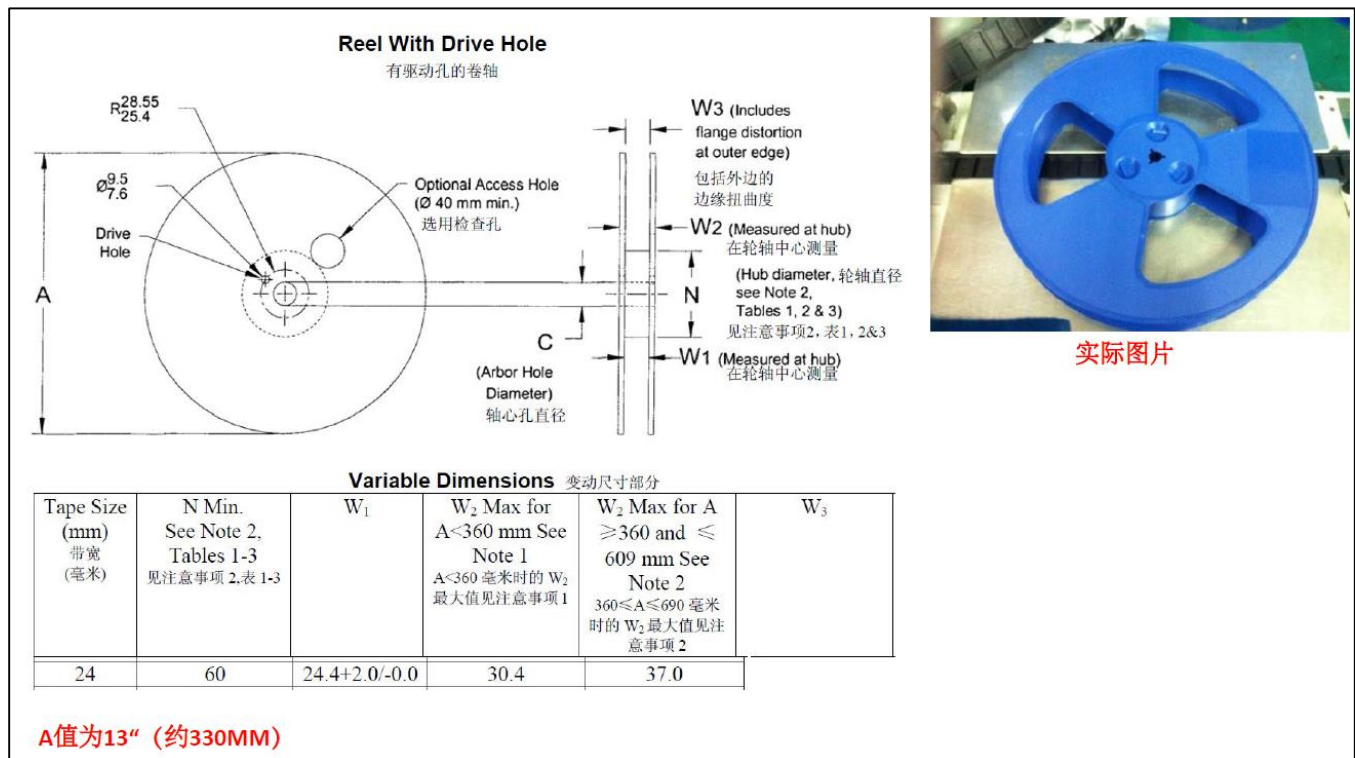 Reel With Drive Hole
有驱动孔的卷轴
R28.55
25.4
Ø9.5
7.6
Drive
Hole
A
Optional Access Hole
(Ø 40 mm min.)
选用检查孔
C
(Arbor Hole
Diameter)
轴心孔直径
W3 (Includes
flange distortion
at outer edge)
包括外边的
边缘扭曲度
W2 (Measured at hub)
在轮轴中心测量
N
(Hub diameter, 轮轴直径
see Note 2,
Tables 1, 2 & 3)
见注意事项2, 表1, 2&3
W1 (Measured at hub)
在轮轴中心测量
实际图片
Variable Dimensions 变动尺寸部分
Tape Size
(mm)
带宽
(毫米)
N Min.
See Note 2,
Tables 1-3
见注意事项 2,表 1-3
W1
W2 Max for
A<360 mm See
Note 1
A<360 毫米时的 W2
最大值见注意事项1
W2 Max for A
≥360 and ≤
609 mm See
Note 2
360≤A≤690 毫米
时的 W2 最大值见注
意事项 2
W3
24
60
24.4+2.0/-0.0
30.4
37.0
A值为13“（约330MM）